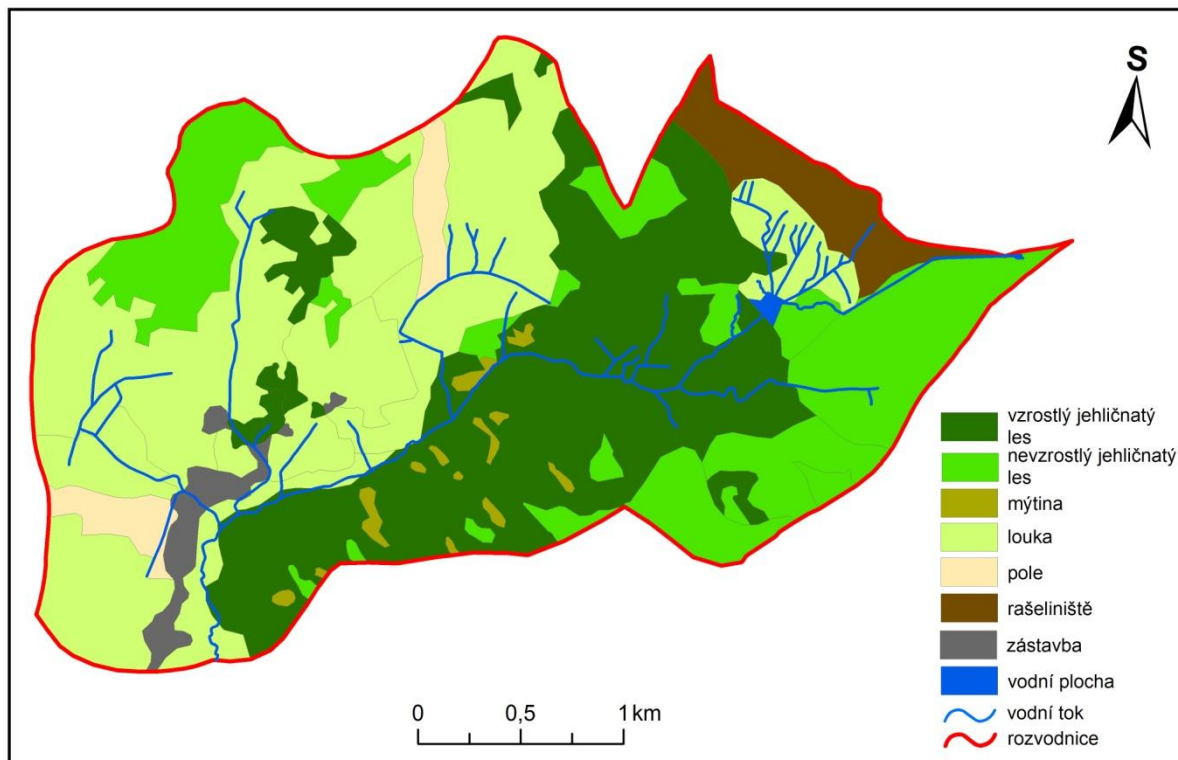 S
vzrostlý jehličnatý
les
nevzrostlý jehličnatý
les
mýtina
louka
pole
rašeliniště
zástavba
vodní plocha
vodní tok
rozvodnice
0 0,5 1 km